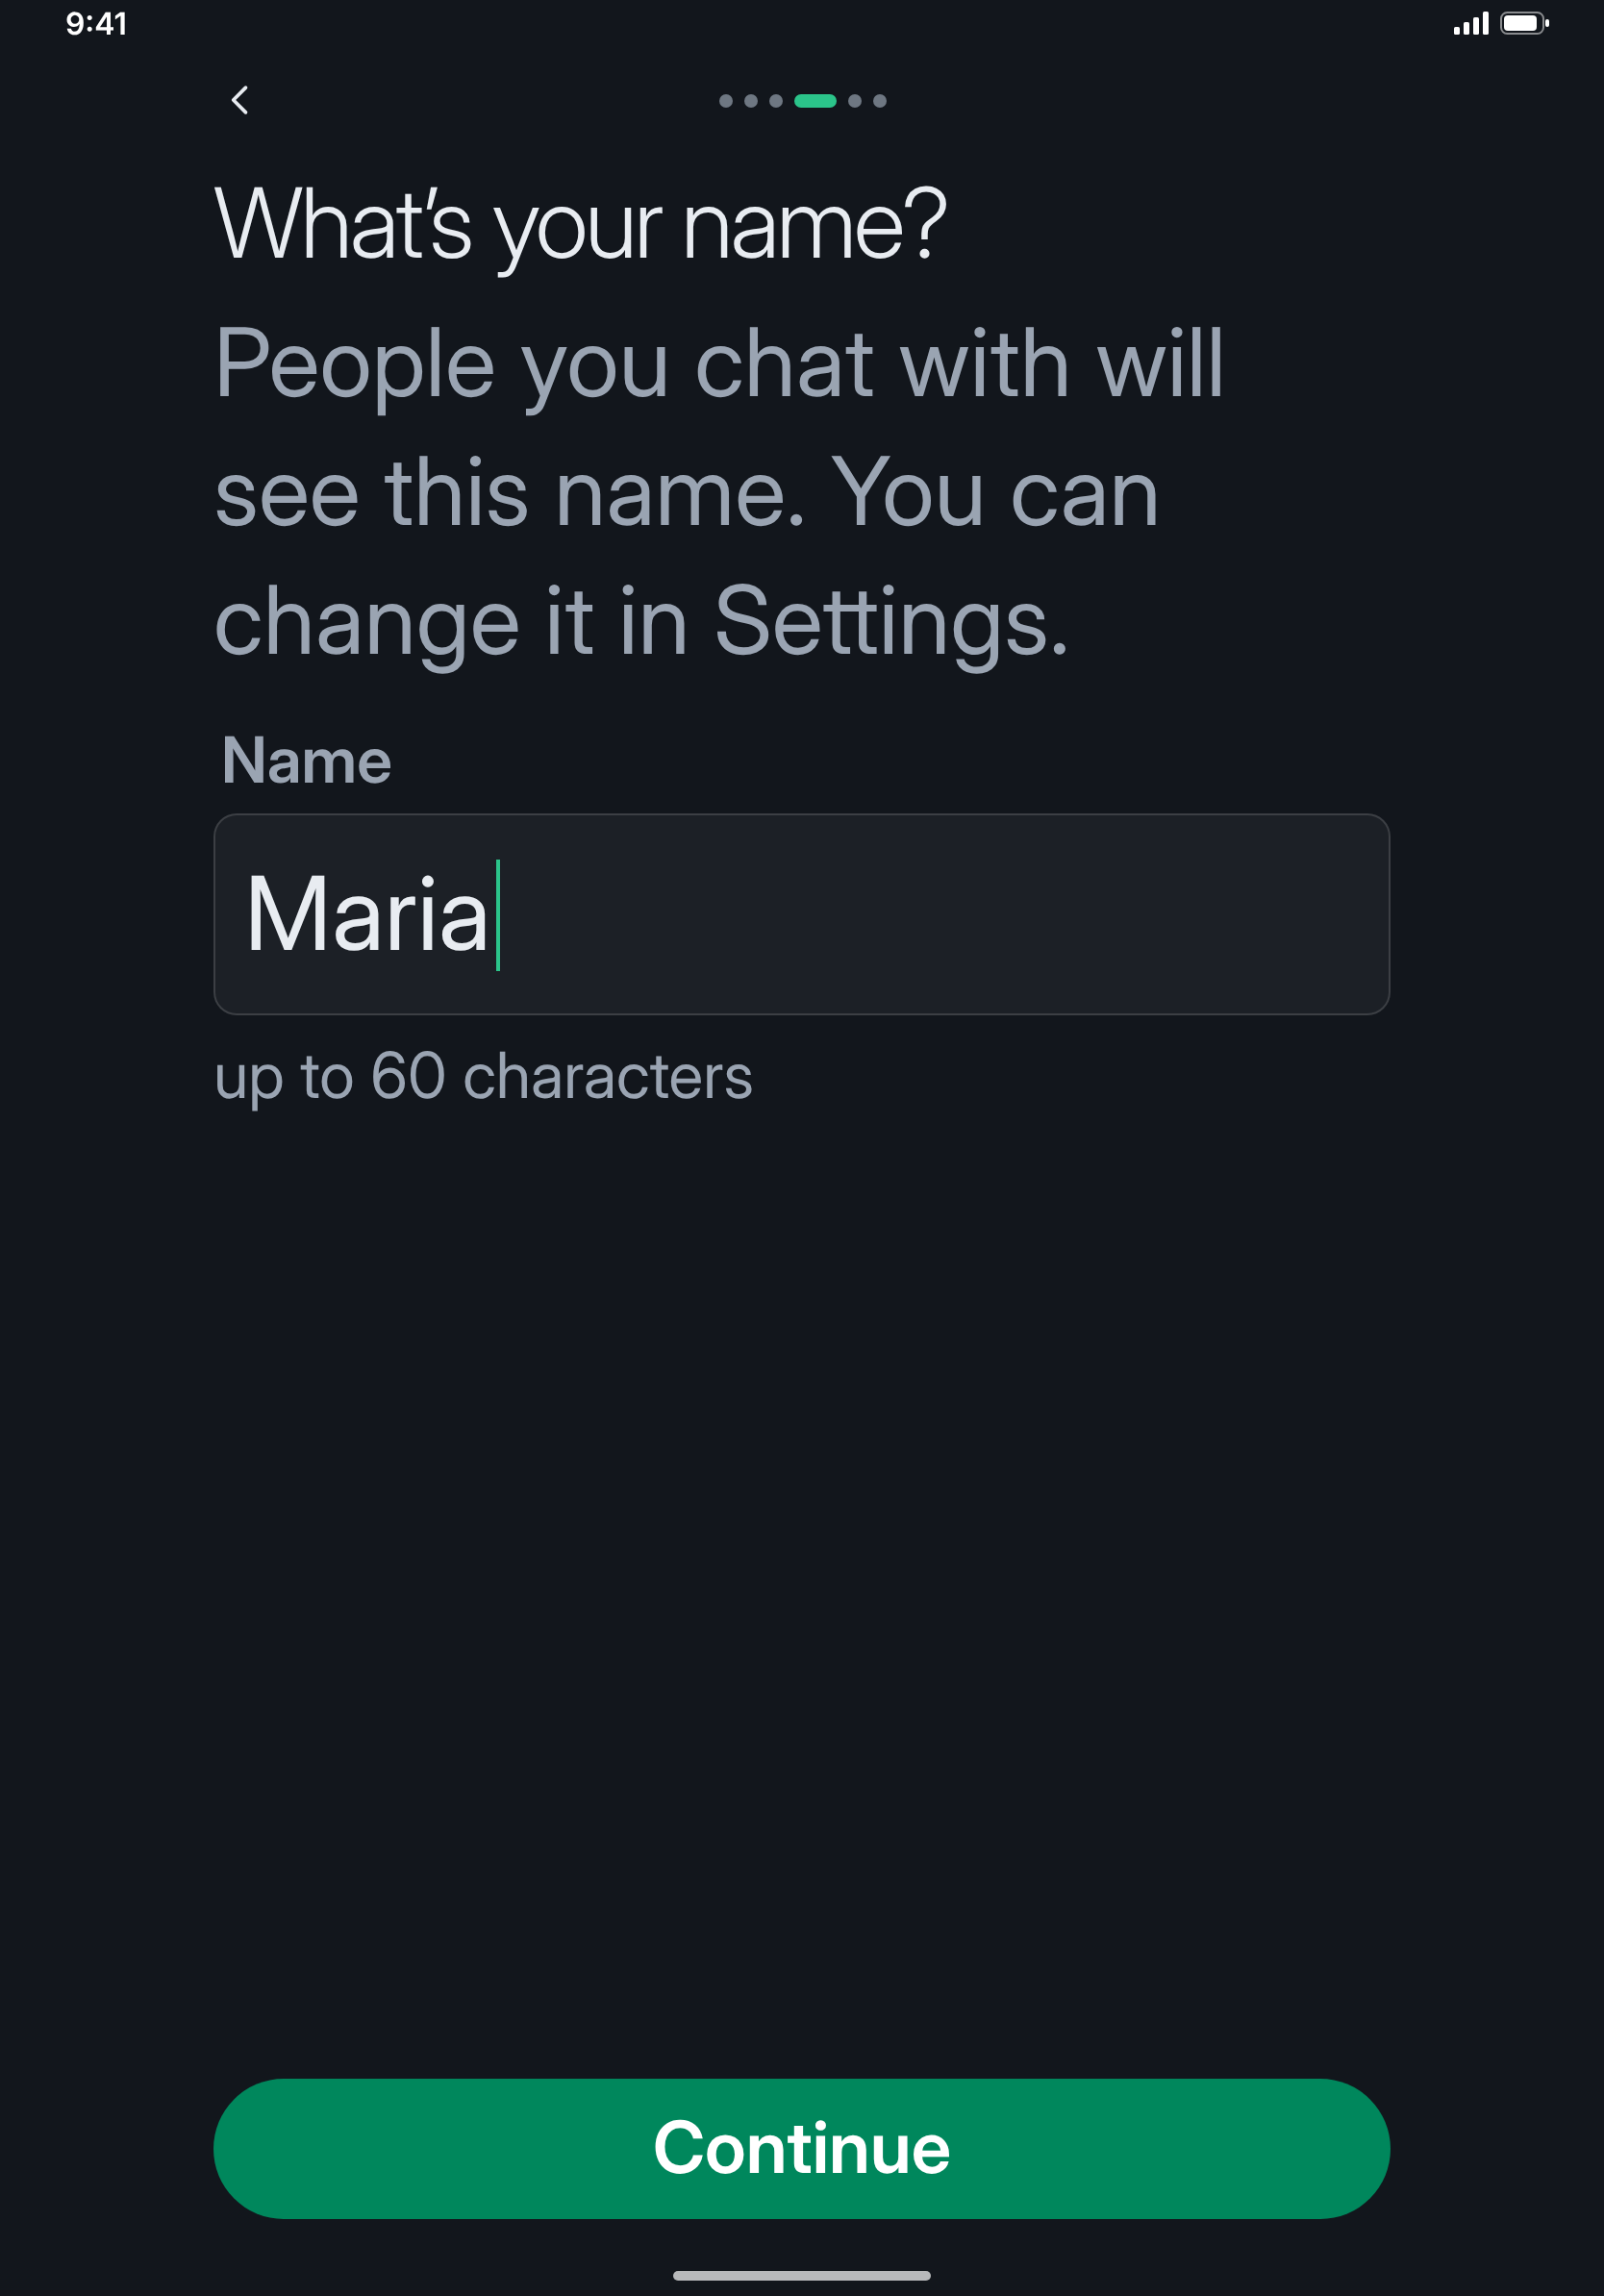 9:41
What’s your name?
People you chat with will
see this name. You can
change it in Settings.
Name
Maria
up to 60 characters
Continue